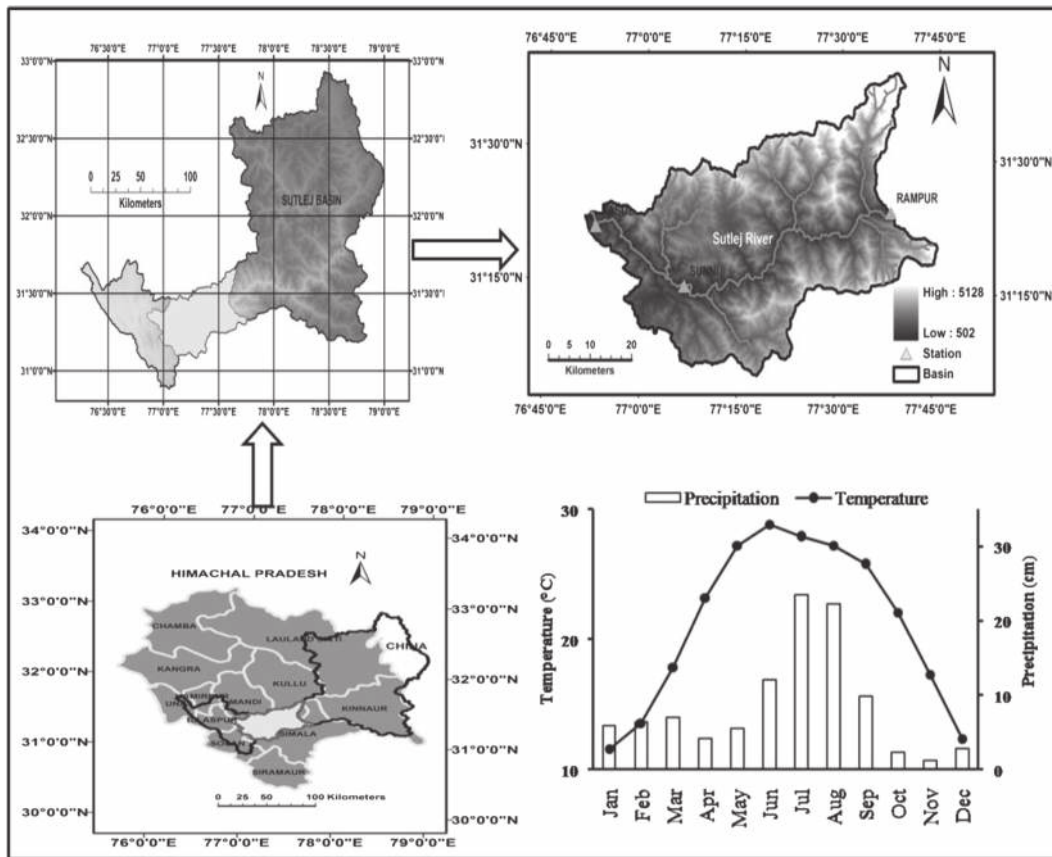 76°30'0"E 77°0'0"E 77°30'0"E 78°0'0"E 78°30'0"E 79°0'0"E
33°0'0"N 33°0'0"N
N
32°30'0"N 32°30'0"N
0 25 50 100
Kilometers
SUTLEJ BASIN
32°0'0"N 32°0'0"N
31°30'0"N 31°30'0"N
31°0'0"N 31°0'0"N
76°30'0"E 77°0'0"E 77°30'0"E 78°0'0"E 78°30'0"E 79°0'0"E
76°45'0"E 77°0'0"E 77°15'0"E 77°30'0"E 77°45'0"E
N
31°30'0"N 31°30'0"N
RAMPUR
Sutlej River
SUNNI
31°15'0"N 31°15'0"N
High : 5128
Low : 502
Station
Basin
0 5 10 20
Kilometers
76°45'0"E 77°0'0"E 77°15'0"E 77°30'0"E 77°45'0"E
76°0'0"E 77°0'0"E 78°0'0"E 79°0'0"E
34°0'0"N 34°0'0"N
N
HIMACHAL PRADESH
33°0'0"N 33°0'0"N
CHAMBA
LAUL AND
CHINA
32°0'0"N 32°0'0"N
KANGRA
KULLU
MANDI
KINNAUR
31°0'0"N 31°0'0"N
SIMALA
SOLAN
SIRAMAUR
0 25 50 100 Kilometers
30°0'0"N 30°0'0"N
76°0'0"E 77°0'0"E 78°0'0"E 79°0'0"E
Precipitation Temperature
30
20
10
Temperature (°C)
30
20
10
0
Precipitation (cm)
Jan Feb Mar Apr May Jun Jul Aug Sep Oct Nov Dec